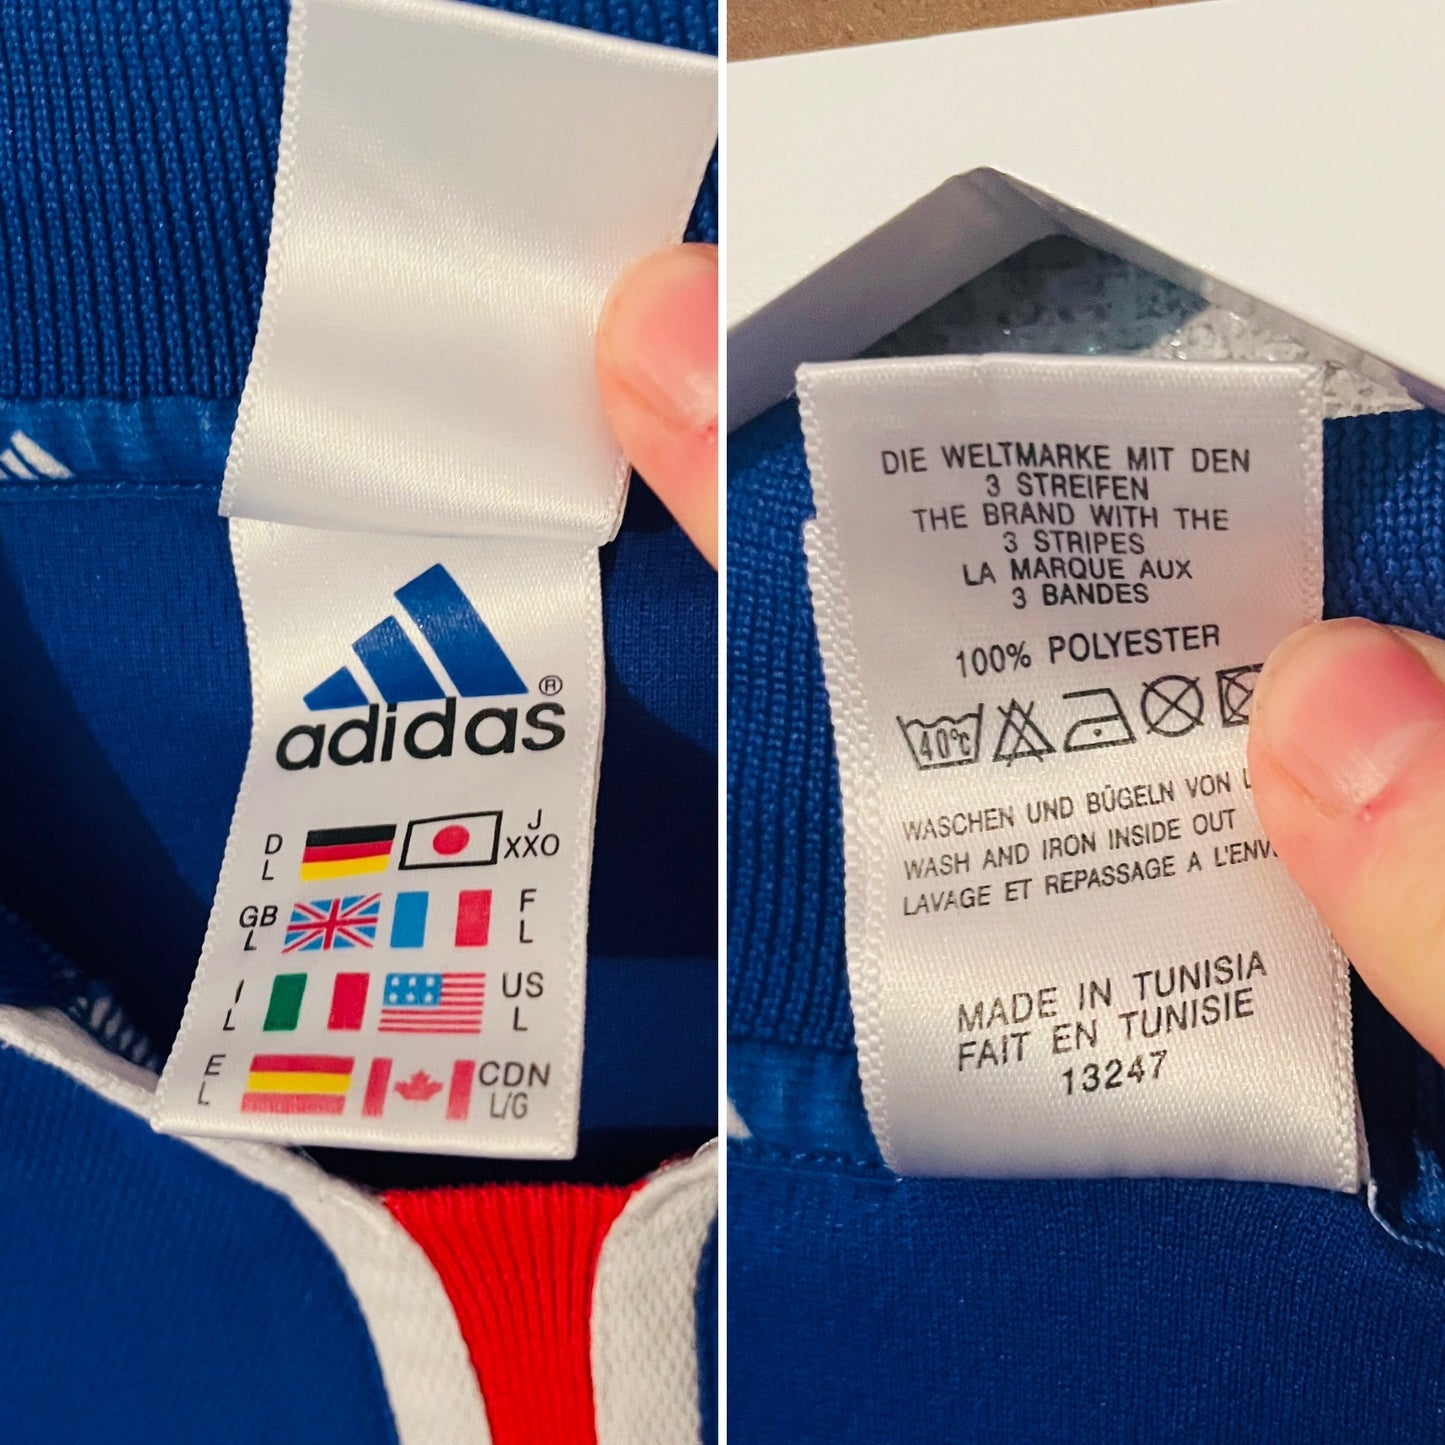 adidas®
D
L
J
XXO
GB
L
F
L
I
L
US
L
E
L
CDN
L/G
DIE WELTMARKE MIT DEN
3 STREIFEN
THE BRAND WITH THE
3 STRIPES
LA MARQUE AUX
3 BANDES
100% POLYESTER
40°C
WASCHEN UND BÜGELN VON
WASH AND IRON INSIDE OUT
LAVAGE ET REPASSAGE A
MADE IN TUNISIA
FAIT EN TUNISIE
13247